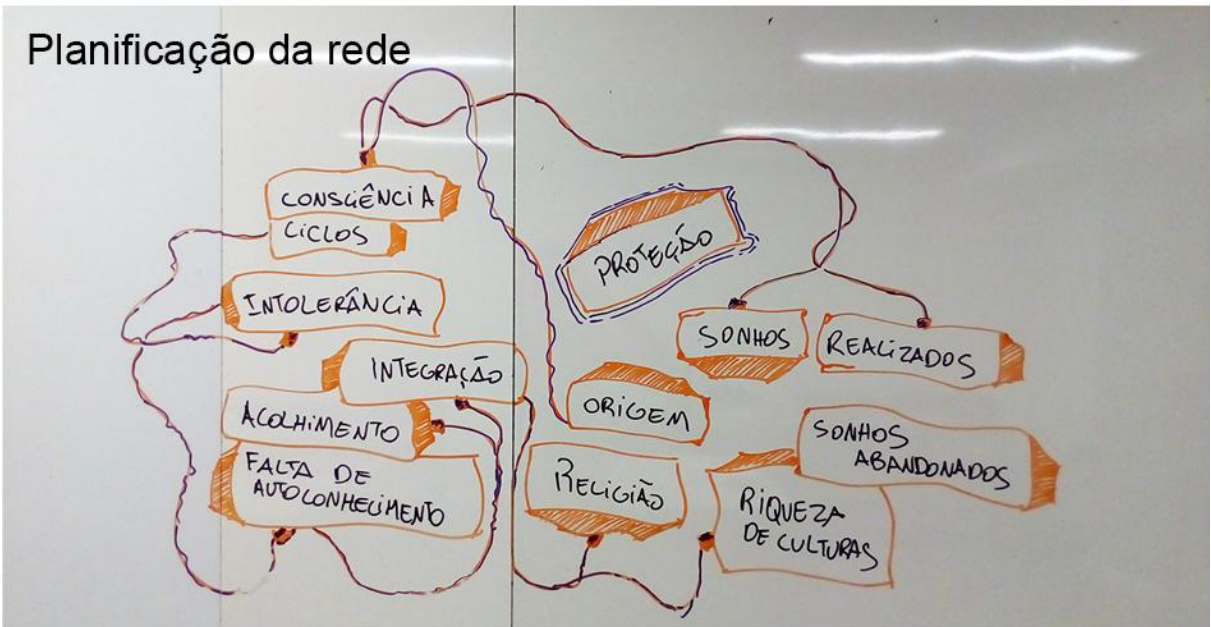 Planificação da rede
CONSCIÊNCIA
CICLOS
INTOLERÂNCIA
INTEGRAÇÃO
ACOLHIMENTO
FALTA DE
AUTOCONHECIMENTO
PROTEÇÃO
SONHOS
REALIZADOS
ORIGEM
SONHOS
ABANDONADOS
RELIGIÃO
RIQUEZA
DE CULTURAS